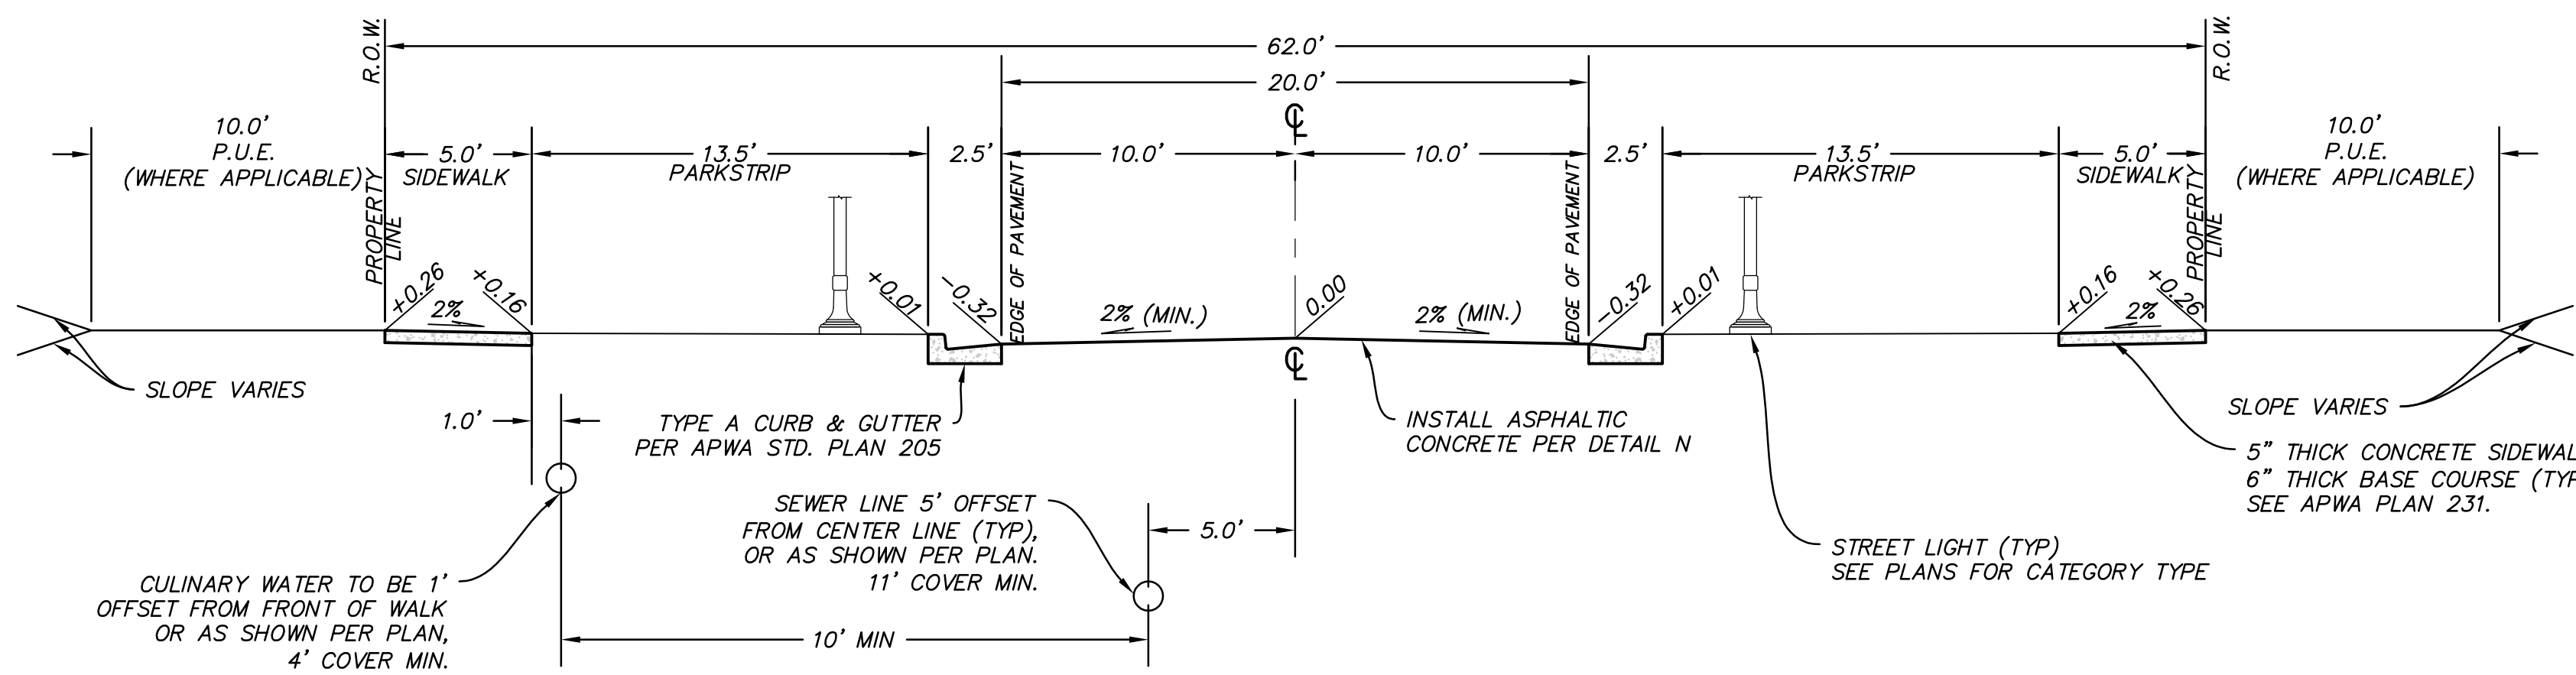 R.O.W.
62.0'
R.O.W.
20.0'
℄
10.0'
P.U.E.
(WHERE APPLICABLE)
5.0'
SIDEWALK
13.5'
PARKSTRIP
2.5'
10.0'
10.0'
2.5'
13.5'
PARKSTRIP
5.0'
SIDEWALK
10.0'
P.U.E.
(WHERE APPLICABLE)
PROPERTY
LINE
EDGE OF PAVEMENT
EDGE OF PAVEMENT
PROPERTY
LINE
+0.26
2%
+0.16
+0.01
-0.32
2% (MIN.)
0.00
2% (MIN.)
-0.32
+0.01
+0.16
2%
+0.26
℄
SLOPE VARIES
1.0'
TYPE A CURB & GUTTER
PER APWA STD. PLAN 205
INSTALL ASPHALTIC
CONCRETE PER DETAIL N
SLOPE VARIES
5" THICK CONCRETE SIDEWAL
6" THICK BASE COURSE (TYP
SEE APWA PLAN 231.
SEWER LINE 5' OFFSET
FROM CENTER LINE (TYP),
OR AS SHOWN PER PLAN.
11' COVER MIN.
5.0'
STREET LIGHT (TYP)
SEE PLANS FOR CATEGORY TYPE
CULINARY WATER TO BE 1'
OFFSET FROM FRONT OF WALK
OR AS SHOWN PER PLAN,
4' COVER MIN.
10' MIN